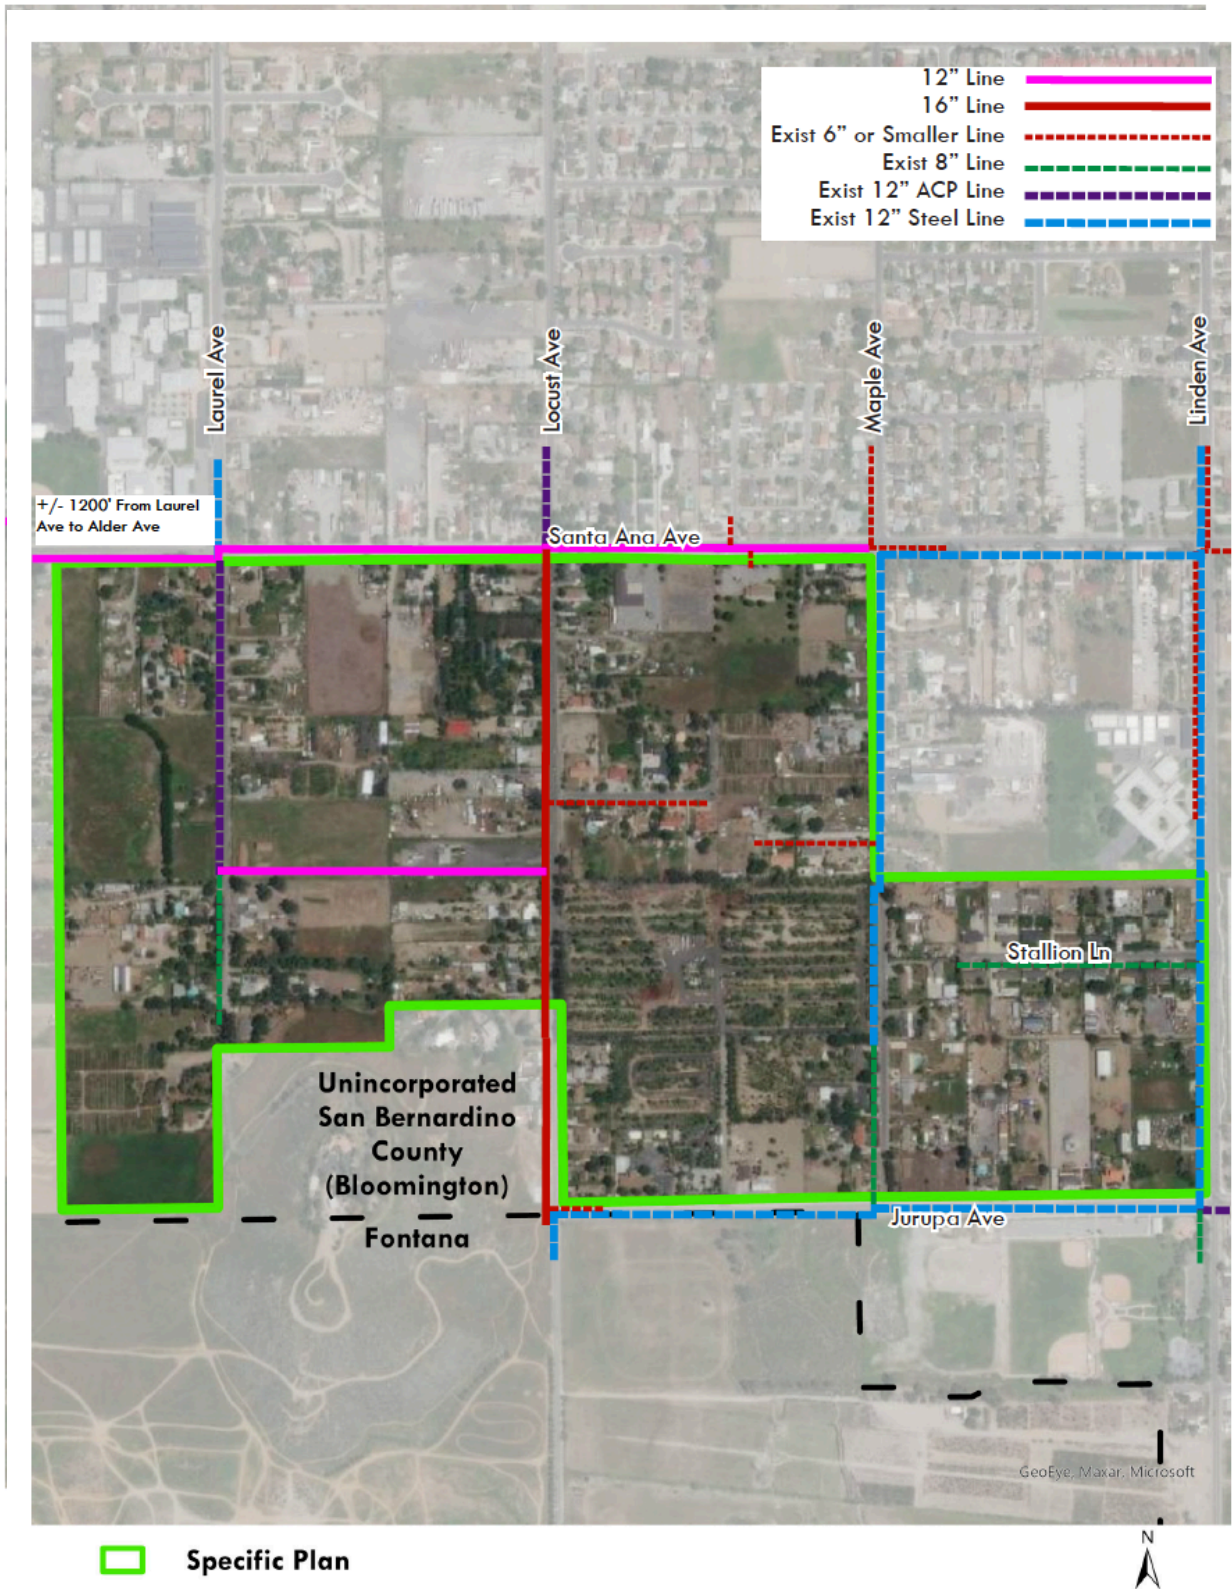 12” Line
16” Line
Exist 6” or Smaller Line
Exist 8” Line
Exist 12” ACP Line
Exist 12” Steel Line
Laurel Ave
Locust Ave
Maple Ave
Linden Ave
+/- 1200' From Laurel
Ave to Alder Ave
Santa Ana Ave
Stallion Ln
Unincorporated
San Bernardino
County
(Bloomington)
Fontana
Jurupa Ave
GeoEye, Maxar, Microsoft
Specific Plan
N